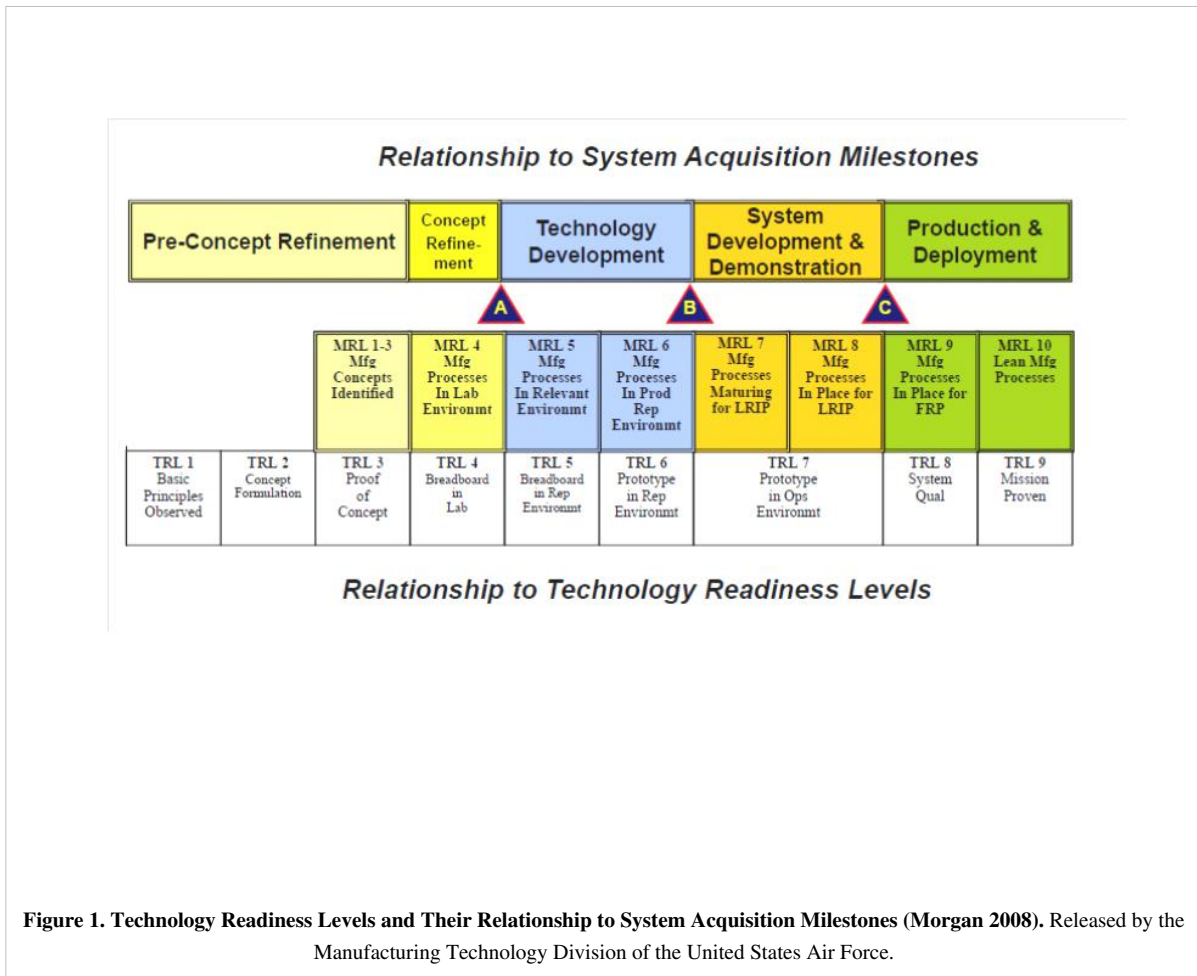 Relationship to System Acquisition Milestones
Pre-Concept Refinement
Concept
Refine-
ment
Technology
Development
System
Development &
Demonstration
Production &
Deployment
A
B
C
MRL 1-3
Mfg
Concepts
Identified
MRL 4
Mfg
Processes
In Lab
Environmt
MRL 5
Mfg
Processes
In Relevant
Environmt
MRL 6
Mfg
Processes
In Prod
Rep
Environmt
MRL 7
Mfg
Processes
Maturing
for LRIP
MRL 8
Mfg
Processes
In Place for
LRIP
MRL 9
Mfg
Processes
In Place for
FRP
MRL 10
Lean Mfg
Processes
TRL 1
Basic
Principles
Observed
TRL 2
Concept
Formulation
TRL 3
Proof
of
Concept
TRL 4
Breadboard
in
Lab
TRL 5
Breadboard
in Rep
Environmt
TRL 6
Prototype
in Rep
Environmt
TRL 7
Prototype
in Ops
Environmt
TRL 8
System
Qual
TRL 9
Mission
Proven
Relationship to Technology Readiness Levels
Figure 1. Technology Readiness Levels and Their Relationship to System Acquisition Milestones (Morgan 2008). Released by the
Manufacturing Technology Division of the United States Air Force.